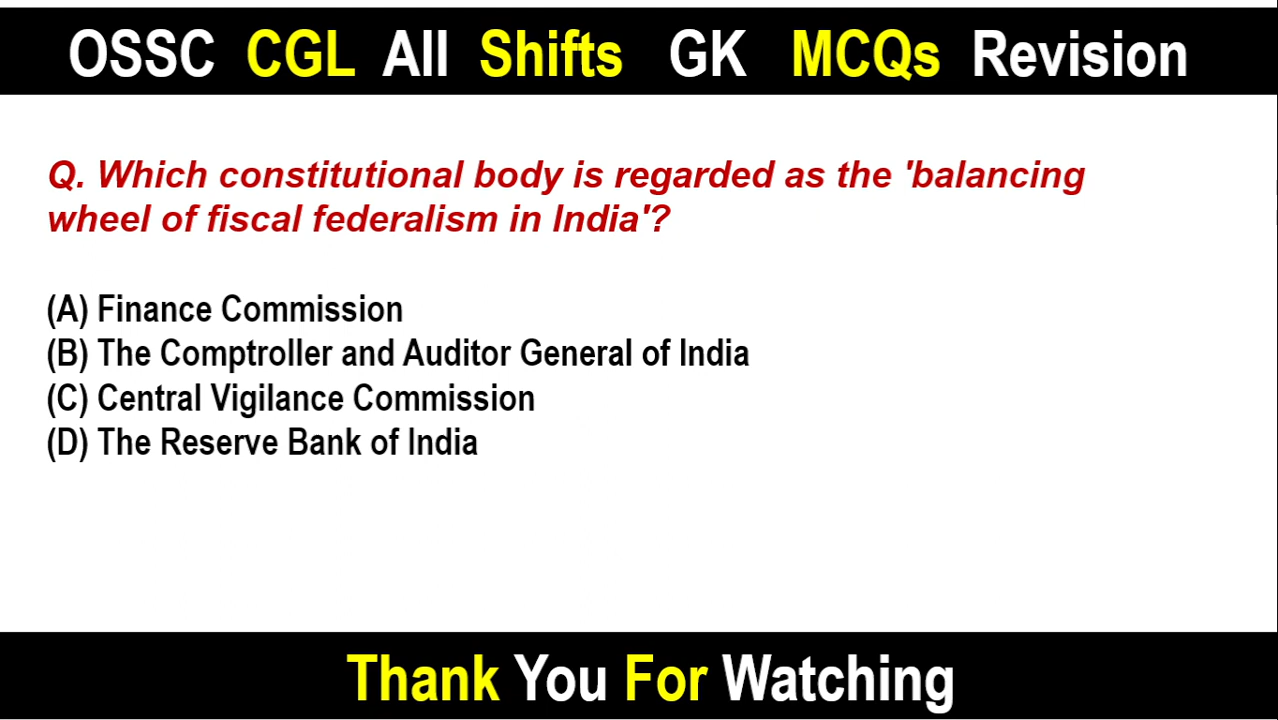 OSSC CGL All Shifts GK MCQs Revision
Q. Which constitutional body is regarded as the 'balancing
wheel of fiscal federalism in India'?
(A) Finance Commission
(B) The Comptroller and Auditor General of India
(C) Central Vigilance Commission
(D) The Reserve Bank of India
Thank You For Watching